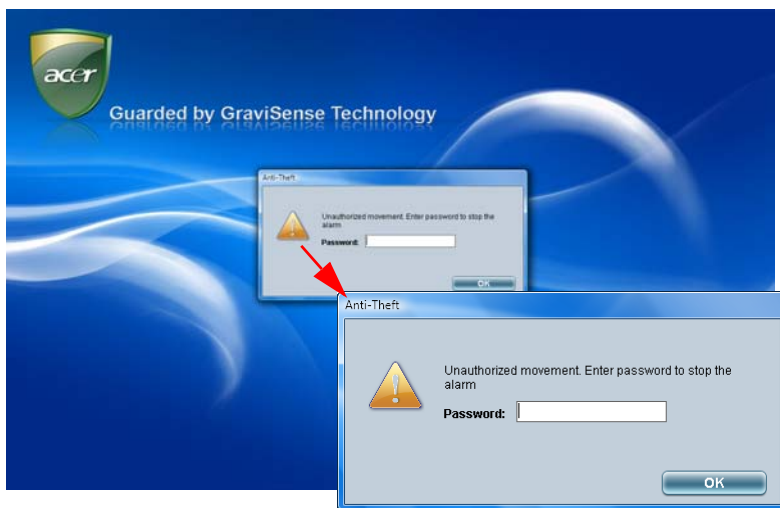 acer
Guarded by GraviSense Technology
Anti-Theft
Unauthorized movement. Enter password to stop the
alarm
Password:
OK
Anti-Theft
Unauthorized movement. Enter password to stop the
alarm
Password:
OK